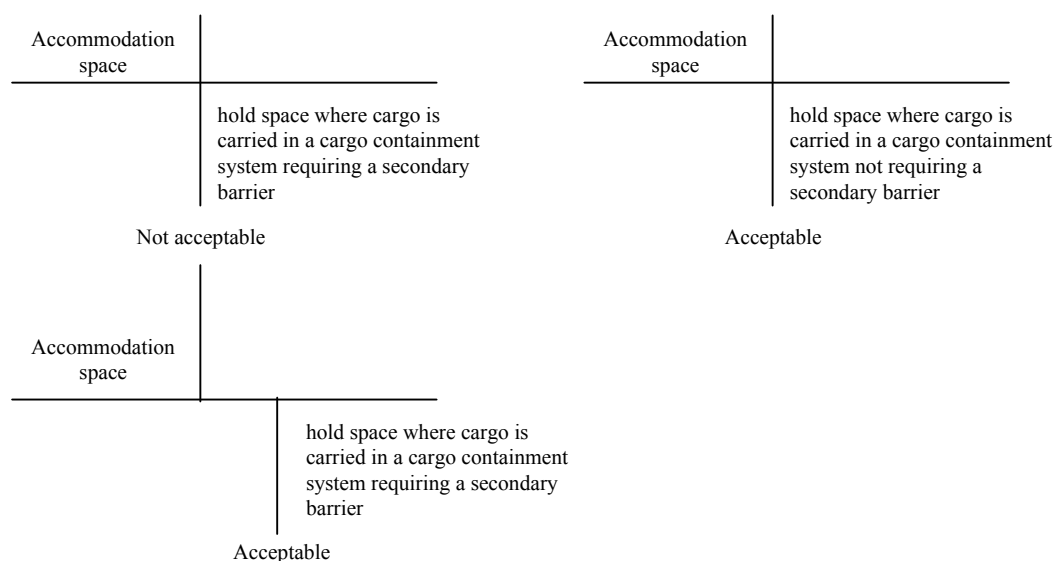 Accommodation
space
hold space where cargo is
carried in a cargo containment
system requiring a secondary
barrier
Not acceptable
Accommodation
space
hold space where cargo is
carried in a cargo containment
system not requiring a
secondary barrier
Acceptable
Accommodation
space
hold space where cargo is
carried in a cargo containment
system requiring a secondary
barrier
Acceptable